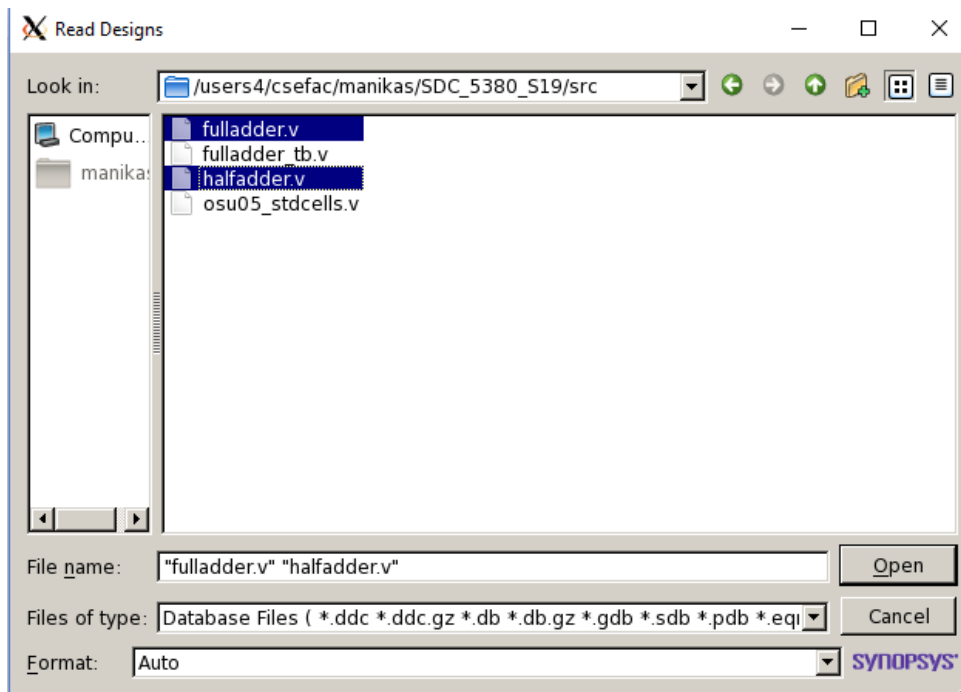 Read Designs
Look in: /users4/csefac/manikas/SDC_5380_S19/src
Compu...
manika
fulladder.v
fulladder_tb.v
halfadder.v
osu05_stdcells.v
File name: "fulladder.v" "halfadder.v" Open
Files of type: Database Files ( *.ddc *.ddc.gz *.db *.db.gz *.gdb *.sdb *.pdb *.eq Cancel
Format: Auto SYNOPSYS®